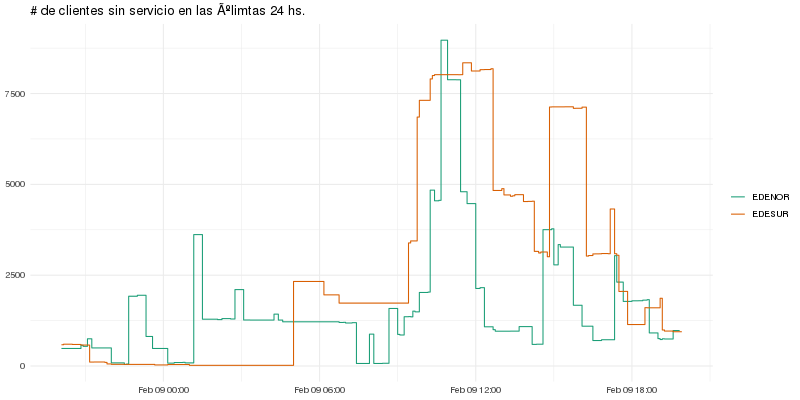 # de clientes sin servicio en las Ãºlimtas 24 hs.
7500
5000
2500
0
Feb 09 00:00
Feb 09 06:00
Feb 09 12:00
Feb 09 18:00
EDENOR
EDESUR